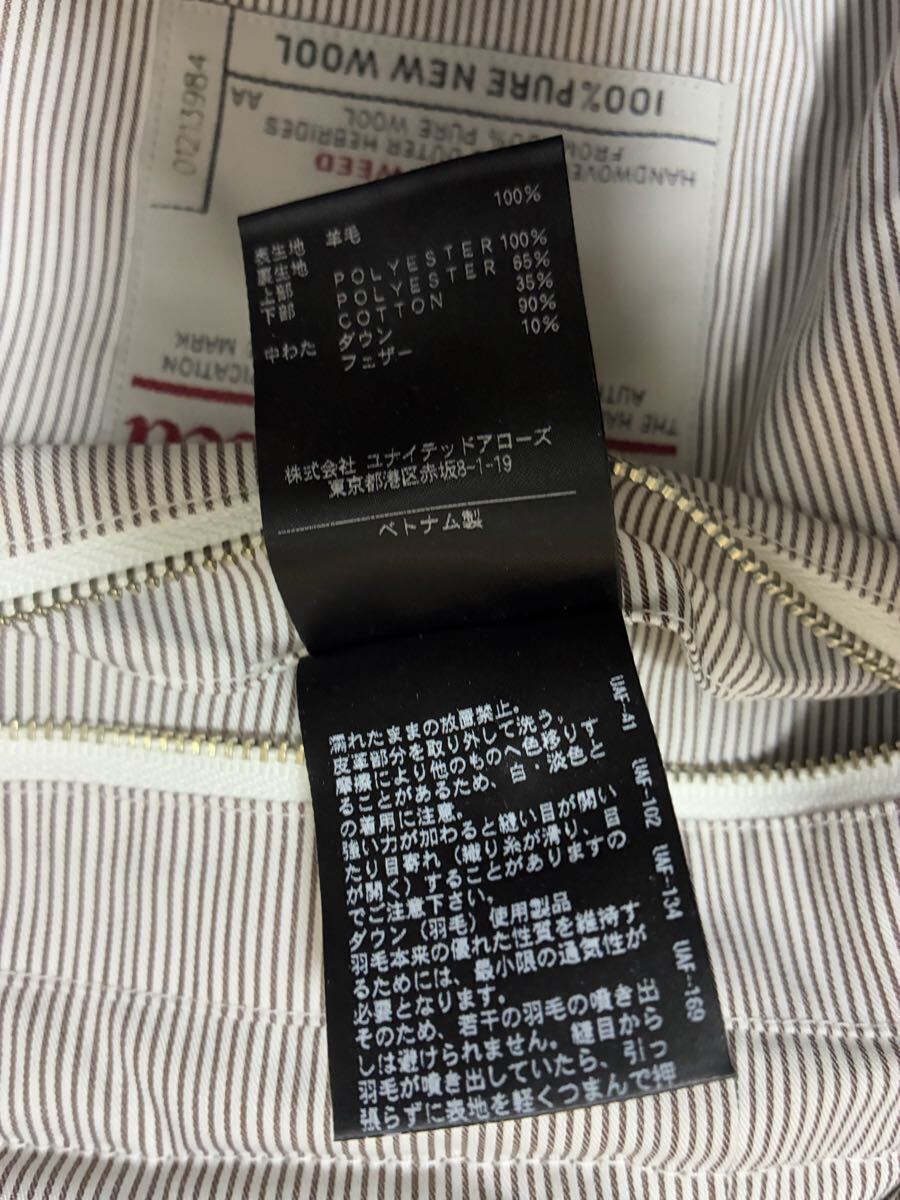 100% PURE NEW WOOL
01213984
AA
HANDWOVE
FROM OUTER HEBRIDES
PURE WOOL
THE HA
AUT
ICATION
MARK
100%
表生地 羊毛
裏生地
上部 POLYESTER 100%
下部 POLYESTER 65%
COTTON 35%
中わた ダウン 90%
フェザー 10%
株式会社 ユナイテッドアローズ
東京都港区赤坂8-1-19
ベトナム製
濡れたままの放置禁止。
皮革部分を取り外して洗う。
摩擦により他のものへ色移りす
ることがあるため、白・淡色と
の着用に注意。
強い力が加わると縫い目が開い
たり目寄れ（織り糸が滑り、目
が開く）することがありますの
でご注意下さい。
ダウン（羽毛）使用製品
羽毛本来の優れた性質を維持す
るためには、最小限の通気性が
必要となります。
そのため、若干の羽毛の噴き出
しは避けられません。縫目から
羽毛が噴き出していたら、引っ
張らずに表地を軽くつまんで押
UAF-41 UAF-102 UAF-134 UAF-169